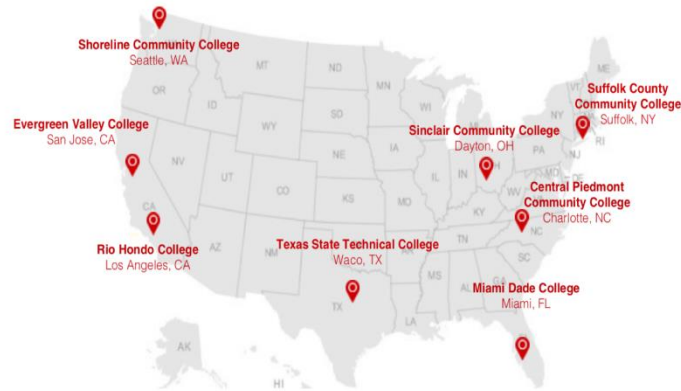 Shoreline Community College
Seattle, WA
MT
ND
MN
ME
OR
ID
SD
WI
VT
NY
Suffolk County
Community College
Suffolk, NY
RI
Evergreen Valley College
San Jose, CA
WY
Sinclair Community College
Dayton, OH
PA
NJ
NV
UT
CO
NE
IA
IL
IN
WV
Central Piedmont
Community College
Charlotte, NC
KS
MO
KY
CA
Rio Hondo College
Los Angeles, CA
AZ
NM
Texas State Technical College
Waco, TX
TN
NC
SC
MS
AL
Miami Dade College
Miami, FL
TX
LA
AK
HI